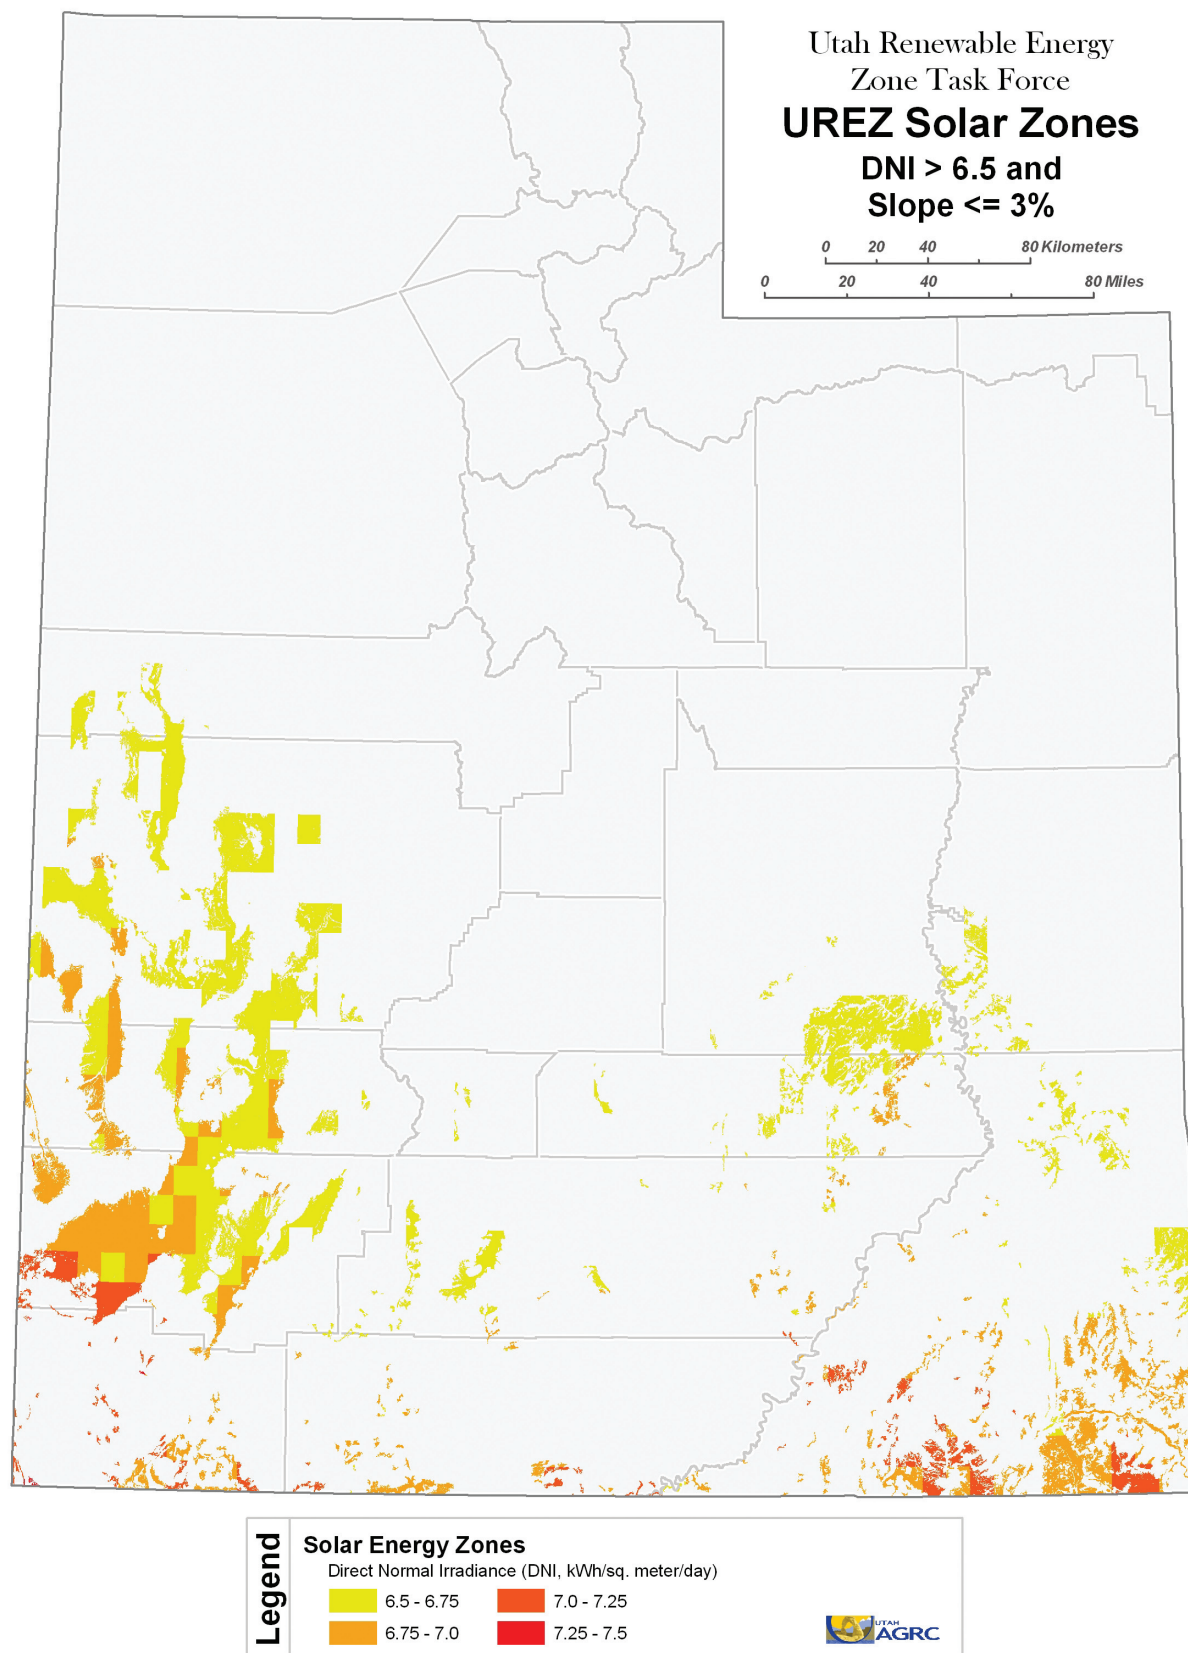 Utah Renewable Energy
Zone Task Force
UREZ Solar Zones
DNI > 6.5 and
Slope <= 3%
0 20 40 80 Kilometers
0 20 40 80 Miles
Legend
Solar Energy Zones
Direct Normal Irradiance (DNI, kWh/sq. meter/day)
6.5 - 6.75 7.0 - 7.25
6.75 - 7.0 7.25 - 7.5
UTAH
AGRC